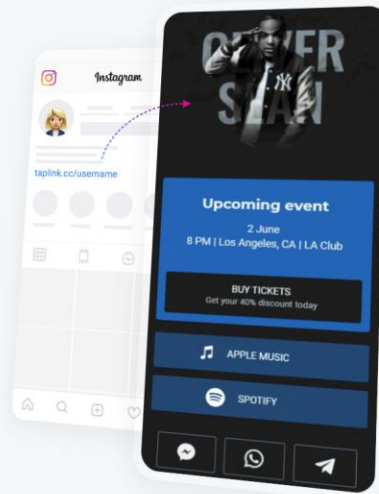 Instagram
taplink.cc/username
OLIVER
SEAN
NY
Upcoming event
2 June
8 PM | Los Angeles, CA | LA Club
BUY TICKETS
Get your 40% discount today
APPLE MUSIC
SPOTIFY